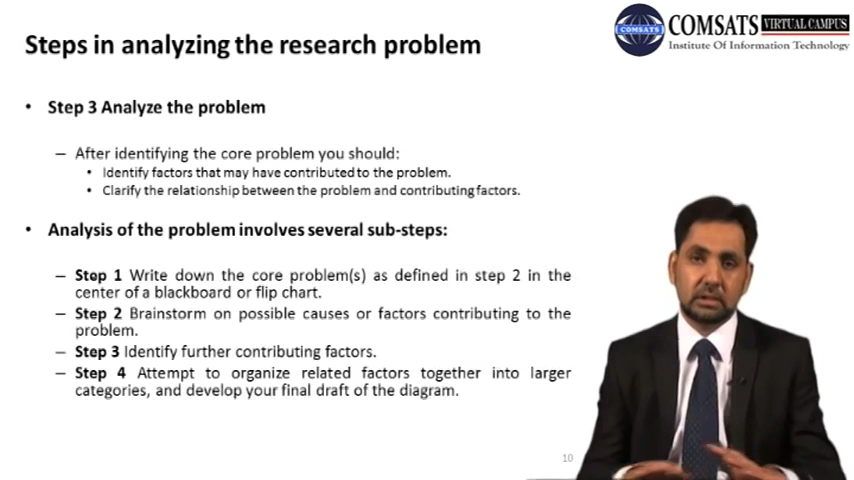 COMSATS VIRTUAL CAMPUS
COMSATS
Institute Of Information Technology
Steps in analyzing the research problem
• Step 3 Analyze the problem
– After identifying the core problem you should:
• Identify factors that may have contributed to the problem.
• Clarify the relationship between the problem and contributing factors.
• Analysis of the problem involves several sub-steps:
– Step 1 Write down the core problem(s) as defined in step 2 in the
center of a blackboard or flip chart.
– Step 2 Brainstorm on possible causes or factors contributing to the
problem.
– Step 3 Identify further contributing factors.
– Step 4 Attempt to organize related factors together into larger
categories, and develop your final draft of the diagram.
10